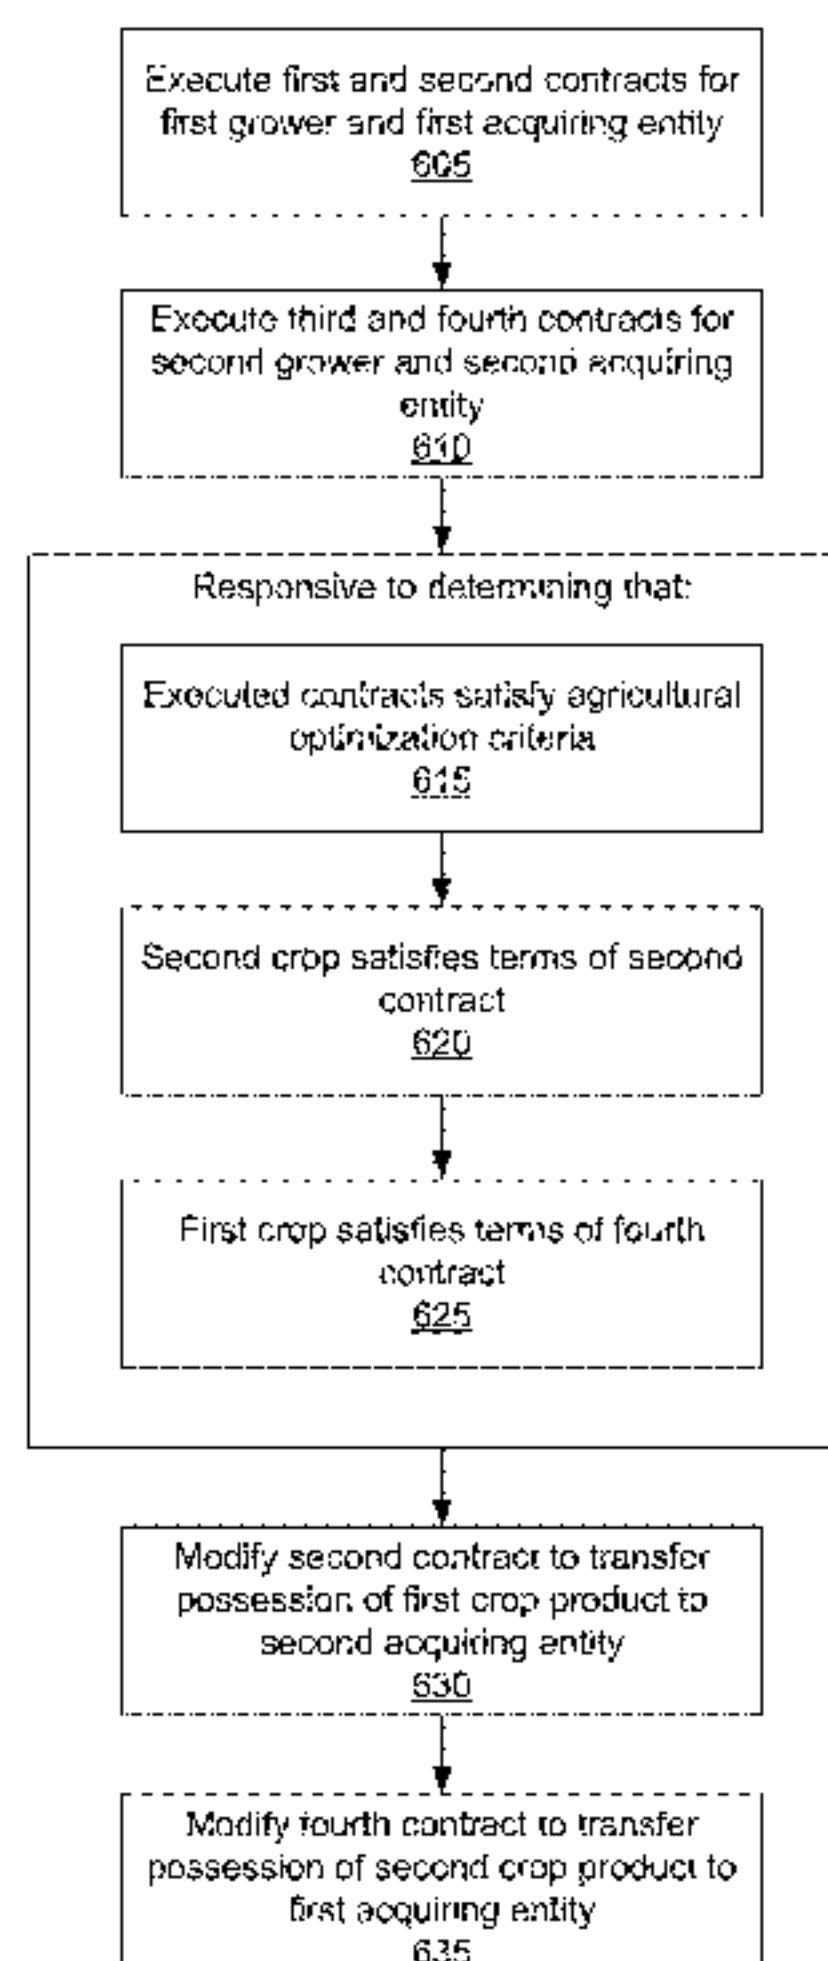 Execute first and second contracts for
first grower and first acquiring entity
605
Execute third and fourth contracts for
second grower and second acquiring
entity
610
Responsive to determining that:
Executed contracts satisfy agricultural
optimization criteria
615
Second crop satisfies terms of second
contract
620
First crop satisfies terms of fourth
contract
625
Modify second contract to transfer
possession of first crop product to
second acquiring entity
630
Modify fourth contract to transfer
possession of second crop product to
first acquiring entity
635